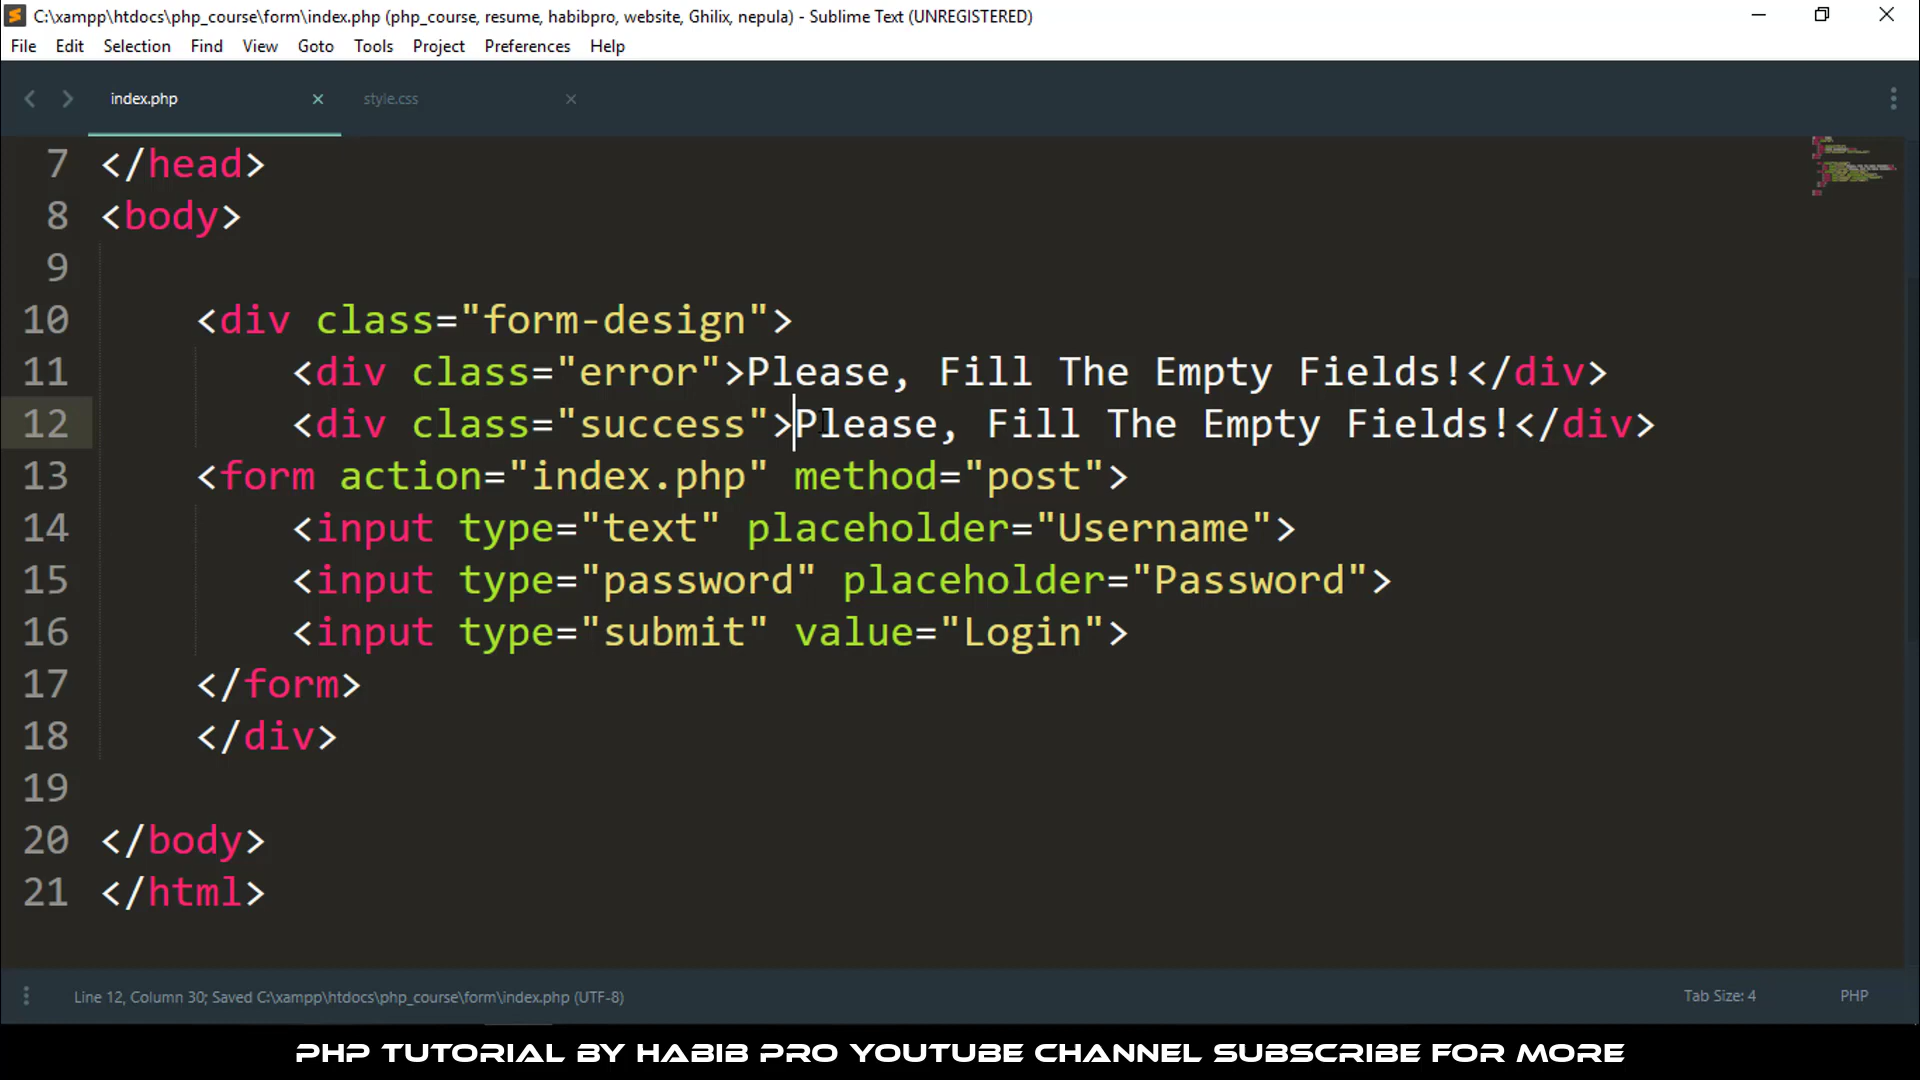 C:\xampp\htdocs\php_course\form\index.php (php_course, resume, habibpro, website, Ghilix, nepula) - Sublime Text (UNREGISTERED)
File Edit Selection Find View Goto Tools Project Preferences Help
index.php style.css
7 </head>
8 <body>
9
10 <div class="form-design">
11 <div class="error">Please, Fill The Empty Fields!</div>
12 <div class="success">Please, Fill The Empty Fields!</div>
13 <form action="index.php" method="post">
14 <input type="text" placeholder="Username">
15 <input type="password" placeholder="Password">
16 <input type="submit" value="Login">
17 </form>
18 </div>
19
20 </body>
21 </html>
Line 12, Column 30; Saved C:\xampp\htdocs\php_course\form\index.php (UTF-8) Tab Size: 4 PHP
PHP TUTORIAL BY HABIB PRO YOUTUBE CHANNEL SUBSCRIBE FOR MORE